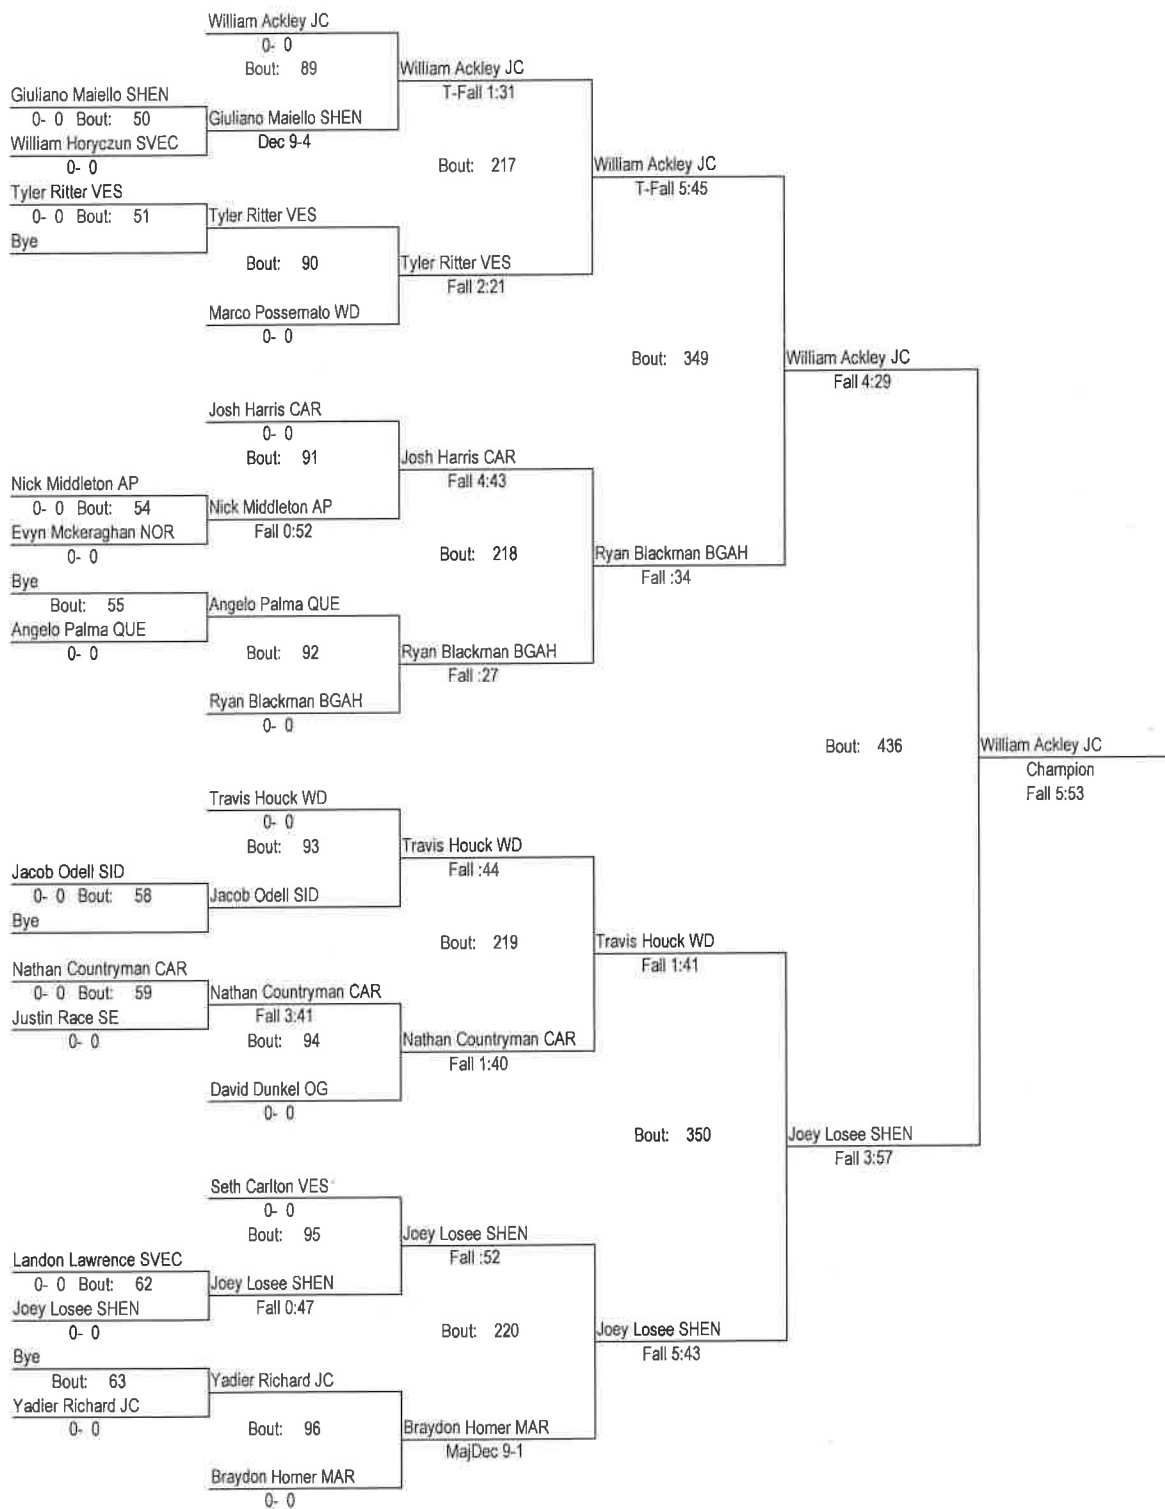 William Ackley JC
0- 0
Bout: 89
William Ackley JC
T-Fall 1:31
Giuliano Maiello SHEN
0- 0 Bout: 50
Giuliano Maiello SHEN
Dec 9-4
William Horyczun SVEC
0- 0
Bout: 217
William Ackley JC
T-Fall 5:45
Tyler Ritter VES
0- 0 Bout: 51
Tyler Ritter VES
Bye
Bout: 90
Tyler Ritter VES
Fall 2:21
Marco Possemato WD
0- 0
Bout: 349
William Ackley JC
Fall 4:29
Josh Harris CAR
0- 0
Bout: 91
Josh Harris CAR
Fall 4:43
Nick Middleton AP
0- 0 Bout: 54
Nick Middleton AP
Fall 0:52
Evyn Mckeraghan NOR
0- 0
Bout: 218
Ryan Blackman BGAH
Fall :34
Bye
Bout: 55
Angelo Palma QUE
Angelo Palma QUE
0- 0
Bout: 92
Ryan Blackman BGAH
Fall :27
Ryan Blackman BGAH
0- 0
Bout: 436
William Ackley JC
Champion
Fall 5:53
Travis Houck WD
0- 0
Bout: 93
Travis Houck WD
Fall :44
Jacob Odell SID
0- 0 Bout: 58
Jacob Odell SID
Bye
Bout: 219
Travis Houck WD
Fall 1:41
Nathan Countryman CAR
0- 0 Bout: 59
Nathan Countryman CAR
Fall 3:41
Justin Race SE
0- 0
Bout: 94
Nathan Countryman CAR
Fall 1:40
David Dunkel OG
0- 0
Bout: 350
Joey Losee SHEN
Fall 3:57
Seth Carlton VES
0- 0
Bout: 95
Joey Losee SHEN
Fall :52
Landon Lawrence SVEC
0- 0 Bout: 62
Joey Losee SHEN
Fall 0:47
Joey Losee SHEN
0- 0
Bout: 220
Joey Losee SHEN
Fall 5:43
Bye
Bout: 63
Yadier Richard JC
Yadier Richard JC
0- 0
Bout: 96
Braydon Homer MAR
MajDec 9-1
Braydon Homer MAR
0- 0